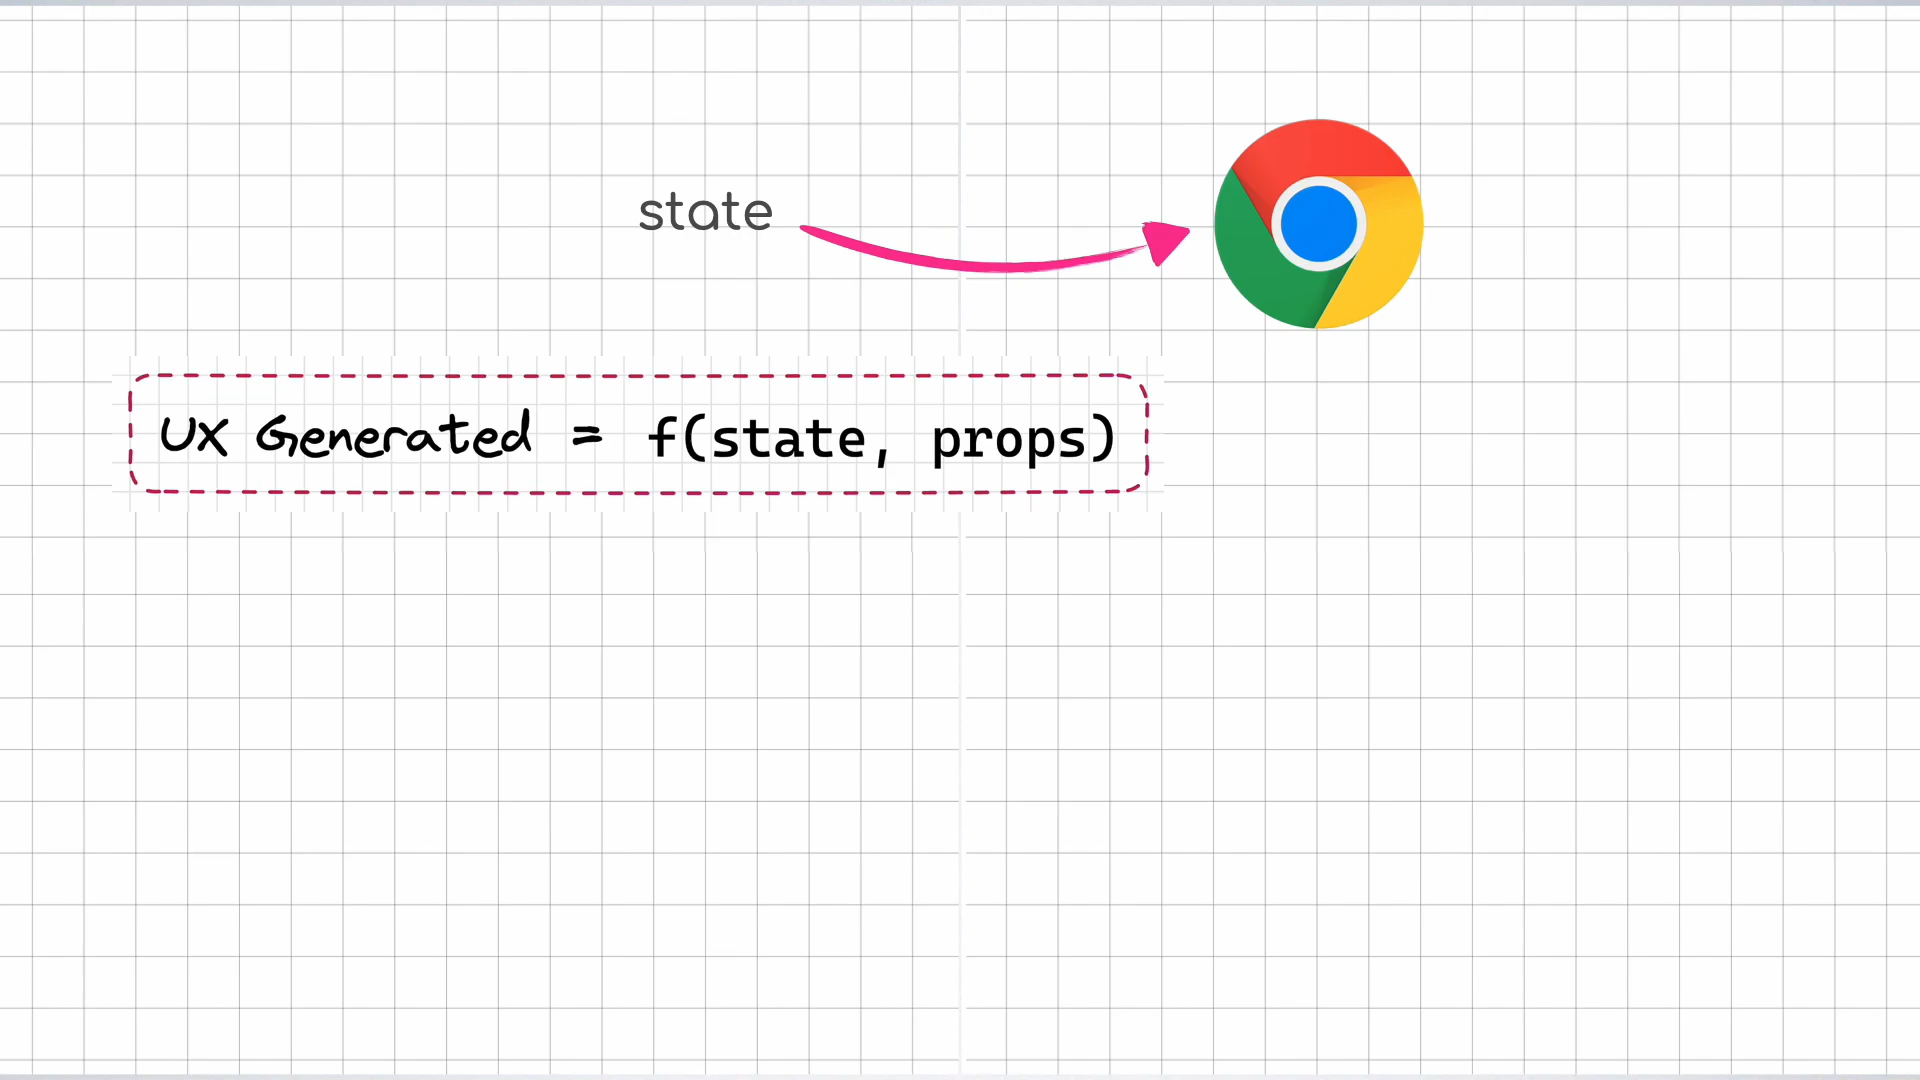 state
UX Generated = f(state, props)